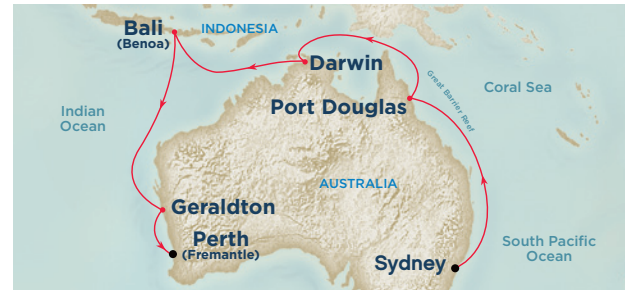 Bali
(Benoa)
INDONESIA
Darwin
Great Barrier Reef
Coral Sea
Port Douglas
Indian
Ocean
AUSTRALIA
Geraldton
Perth
(Fremantle)
South Pacific
Ocean
Sydney